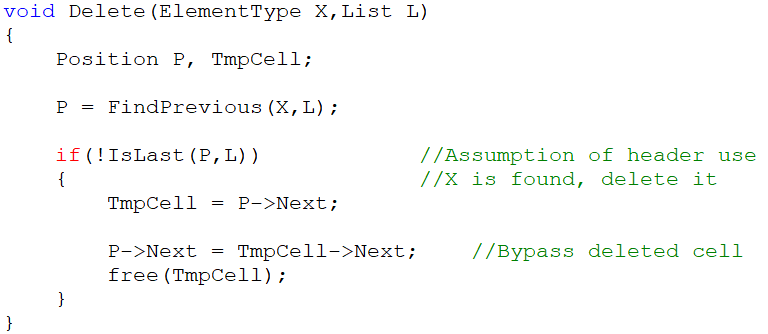 void Delete(ElementType X,List L)
{
    Position P, TmpCell;

    P = FindPrevious(X,L);

    if(!IsLast(P,L))            //Assumption of header use
    {                           //X is found, delete it
        TmpCell = P->Next;

        P->Next = TmpCell->Next;    //Bypass deleted cell
        free(TmpCell);
    }
}